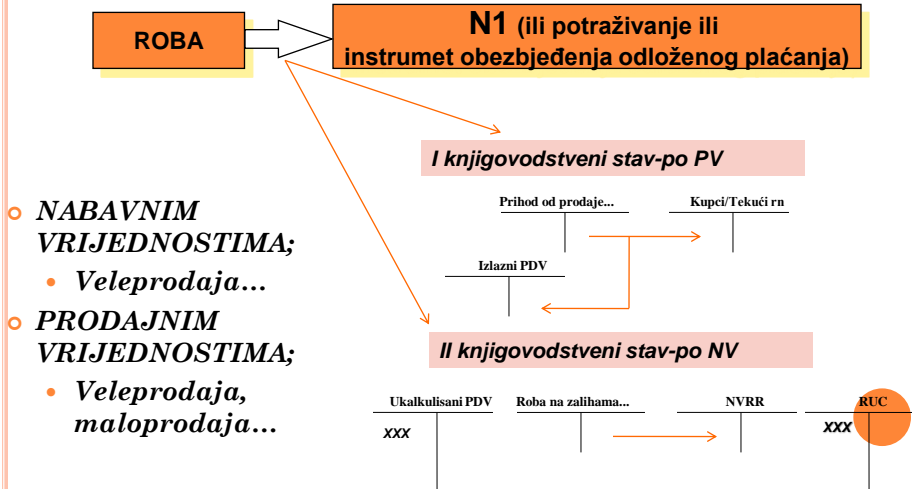 ROBA
N1 (ili potraživanje ili
instrumet obezbjeđenja odloženog plaćanja)
I knjigovodstveni stav-po PV
Prihod od prodaje...
Kupci/Tekući rn
Izlazni PDV
NABAVNIM
VRIJEDNOSTIMA;
Veleprodaja...
PRODAJNIM
VRIJEDNOSTIMA;
Veleprodaja,
maloprodaja...
II knjigovodstveni stav-po NV
Ukalkulisani PDV
Roba na zalihama...
NVRR
RUC
XXX
XXX